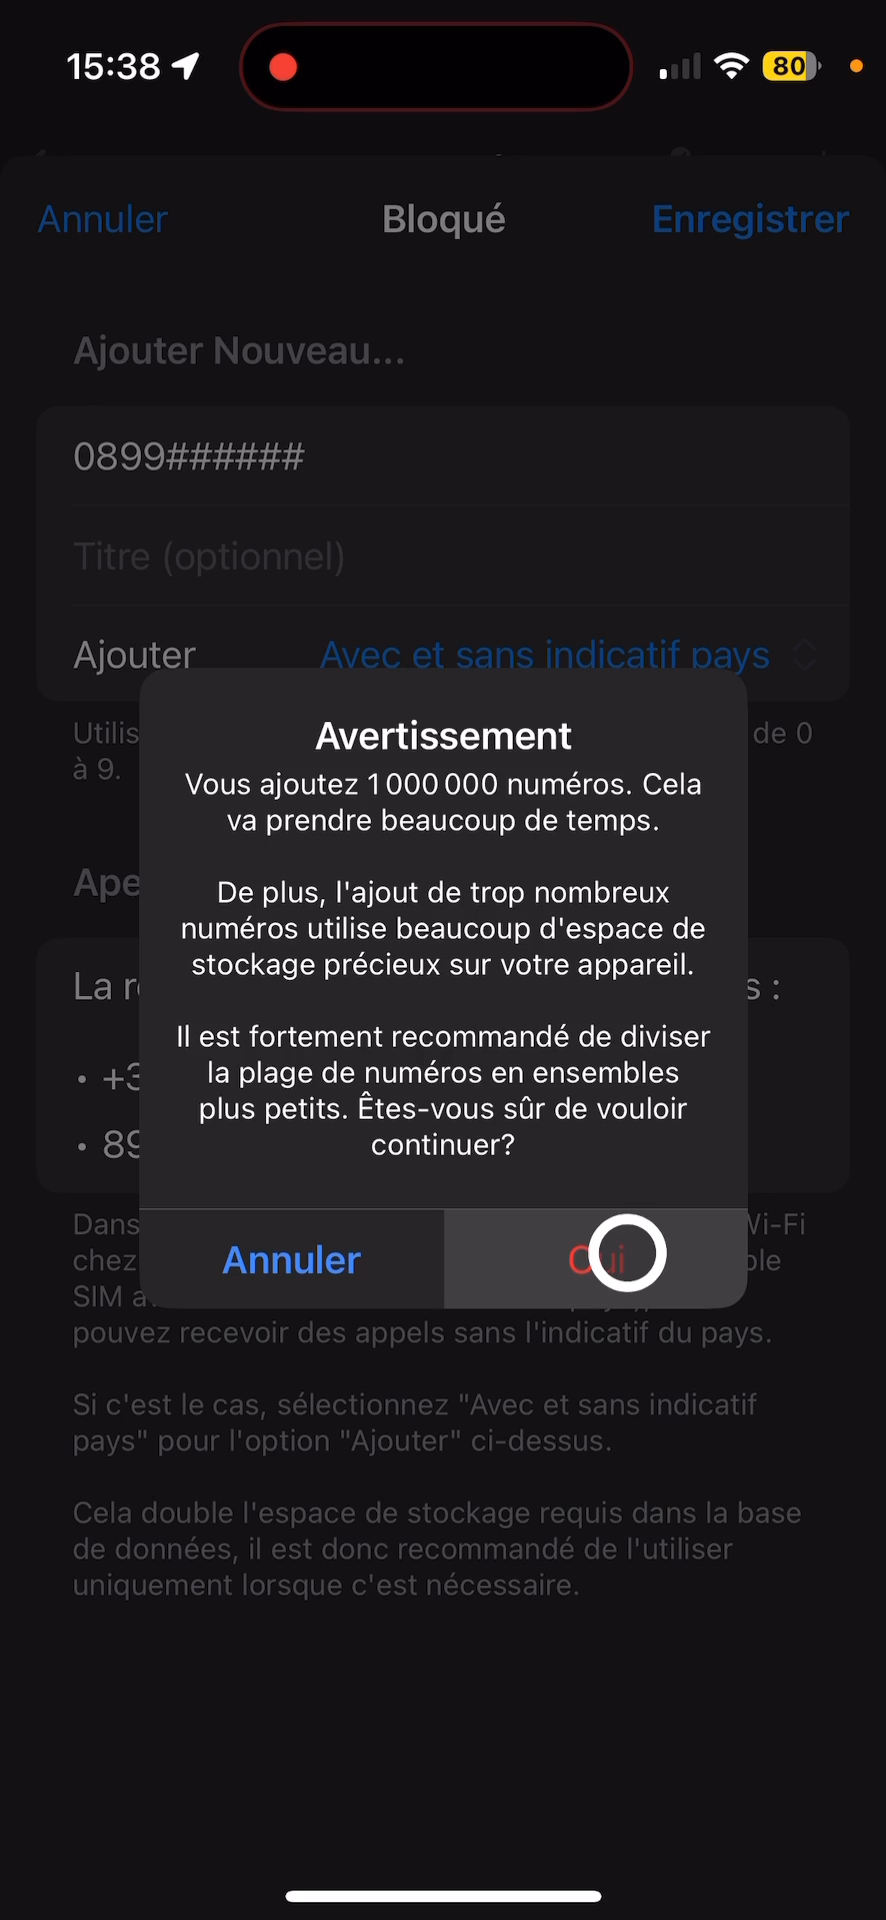 15:38
80
Annuler Bloqué Enregistrer
Ajouter Nouveau...
0899######
Titre (optionnel)
Ajouter Avec et sans indicatif pays
de 0
à 9.
Avertissement
Vous ajoutez 1 000 000 numéros. Cela
va prendre beaucoup de temps.
De plus, l'ajout de trop nombreux
numéros utilise beaucoup d'espace de
stockage précieux sur votre appareil.
Il est fortement recommandé de diviser
la plage de numéros en ensembles
plus petits. Êtes-vous sûr de vouloir
continuer?
Annuler Oui
La
s :
• +3
• 89
Dans Wi-Fi
chez
SIM
pouvez recevoir des appels sans l'indicatif du pays.
Si c'est le cas, sélectionnez "Avec et sans indicatif
pays" pour l'option "Ajouter" ci-dessus.
Cela double l'espace de stockage requis dans la base
de données, il est donc recommandé de l'utiliser
uniquement lorsque c'est nécessaire.